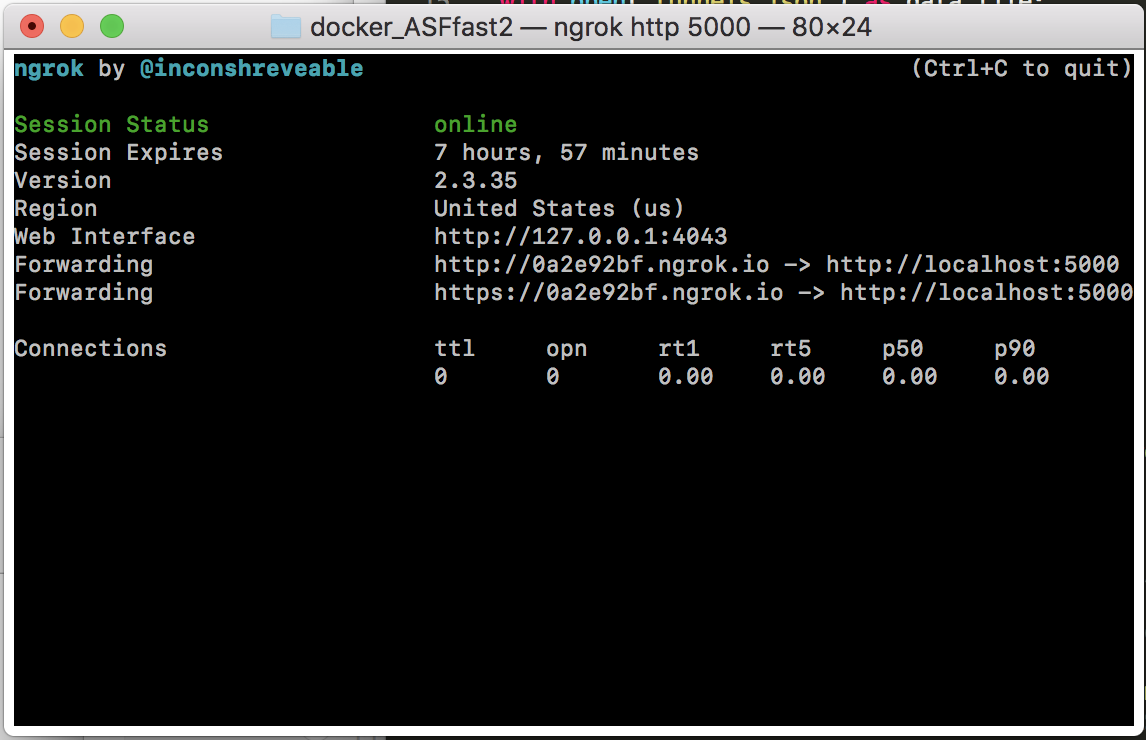 docker_ASFfast2 — ngrok http 5000 — 80×24
ngrok by @inconshreveable (Ctrl+C to quit)
Session Status online
Session Expires 7 hours, 57 minutes
Version 2.3.35
Region United States (us)
Web Interface http://127.0.0.1:4043
Forwarding http://0a2e92bf.ngrok.io -> http://localhost:5000
Forwarding https://0a2e92bf.ngrok.io -> http://localhost:5000
Connections ttl opn rt1 rt5 p50 p90
0 0 0.00 0.00 0.00 0.00